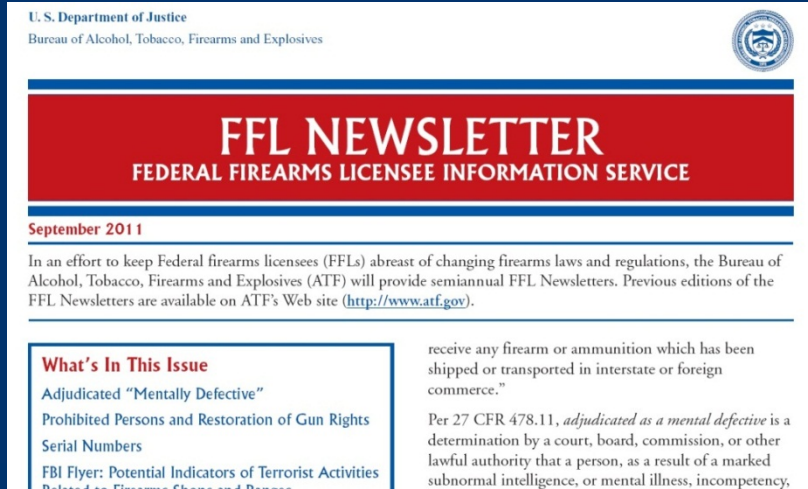 U. S. Department of Justice
Bureau of Alcohol, Tobacco, Firearms and Explosives
FFL NEWSLETTER
FEDERAL FIREARMS LICENSEE INFORMATION SERVICE
September 2011
In an effort to keep Federal firearms licensees (FFLs) abreast of changing firearms laws and regulations, the Bureau of
Alcohol, Tobacco, Firearms and Explosives (ATF) will provide semiannual FFL Newsletters. Previous editions of the
FFL Newsletters are available on ATF's Web site (http://www.atf.gov).
What's In This Issue
Adjudicated “Mentally Defective”
Prohibited Persons and Restoration of Gun Rights
Serial Numbers
FBI Flyer: Potential Indicators of Terrorist Activities
Related to Firearms Shops and Ranges
receive any firearm or ammunition which has been
shipped or transported in interstate or foreign
commerce.”
Per 27 CFR 478.11, adjudicated as a mental defective is a
determination by a court, board, commission, or other
lawful authority that a person, as a result of a marked
subnormal intelligence, or mental illness, incompetency,